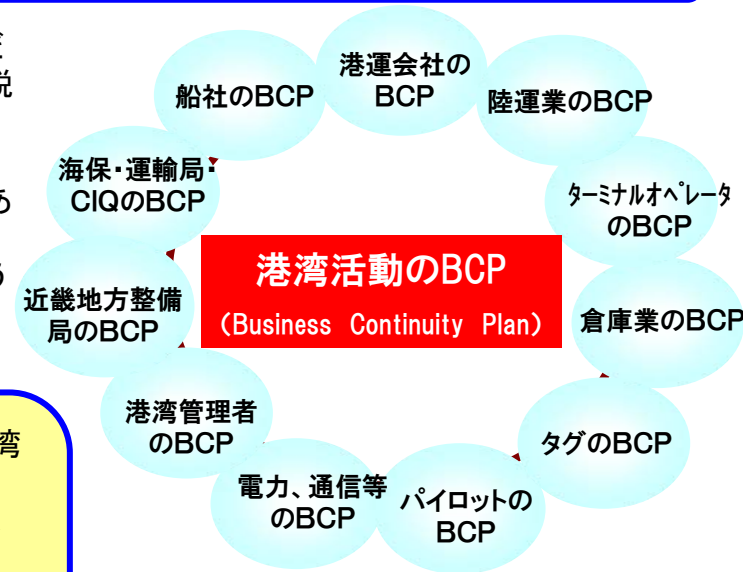 港運会社の
BCP
船社のBCP
陸運業のBCP
海保・運輸局・
CIQのBCP
ﾀｰﾐﾅﾙｵﾍﾟﾚｰﾀ
のBCP
港湾活動のBCP
（Business Continuity Plan）
近畿地方整備
局のBCP
倉庫業のBCP
港湾管理者
のBCP
タグのBCP
電力、通信等
のBCP
パイロットの
BCP
説
あ
湾